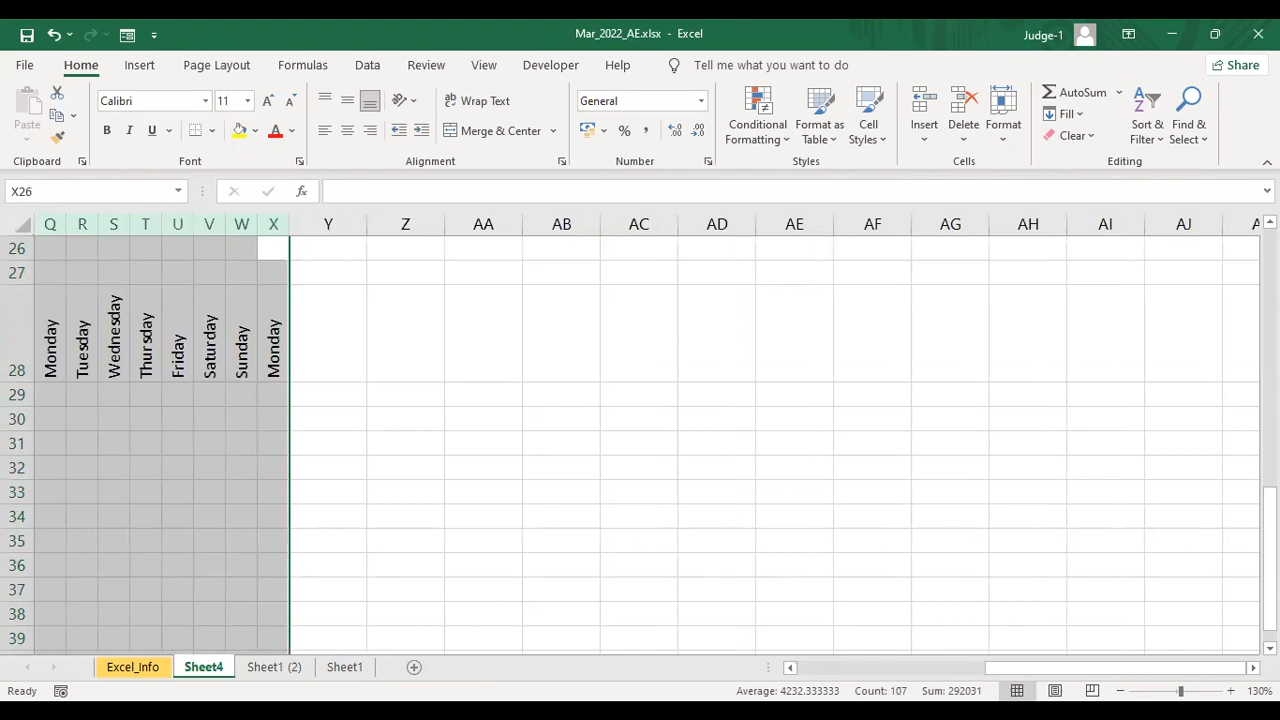 Mar_2022_AE.xlsx - Excel
Judge-1
File Home Insert Page Layout Formulas Data Review View Developer Help Tell me what you want to do Share
Paste
Calibri 11
B I U
Wrap Text
Merge & Center
General
Conditional Formatting
Format as Table
Cell Styles
Insert Delete Format
AutoSum
Fill
Clear
Sort & Filter
Find & Select
Clipboard Font Alignment Number Styles Cells Editing
X26 fx
Q R S T U V W X Y Z AA AB AC AD AE AF AG AH AI AJ
26
27
28 Monday Tuesday Wednesday Thursday Friday Saturday Sunday Monday
29
30
31
32
33
34
35
36
37
38
39
Excel_Info Sheet4 Sheet1 (2) Sheet1
Ready Average: 4232.333333 Count: 107 Sum: 292031 130%